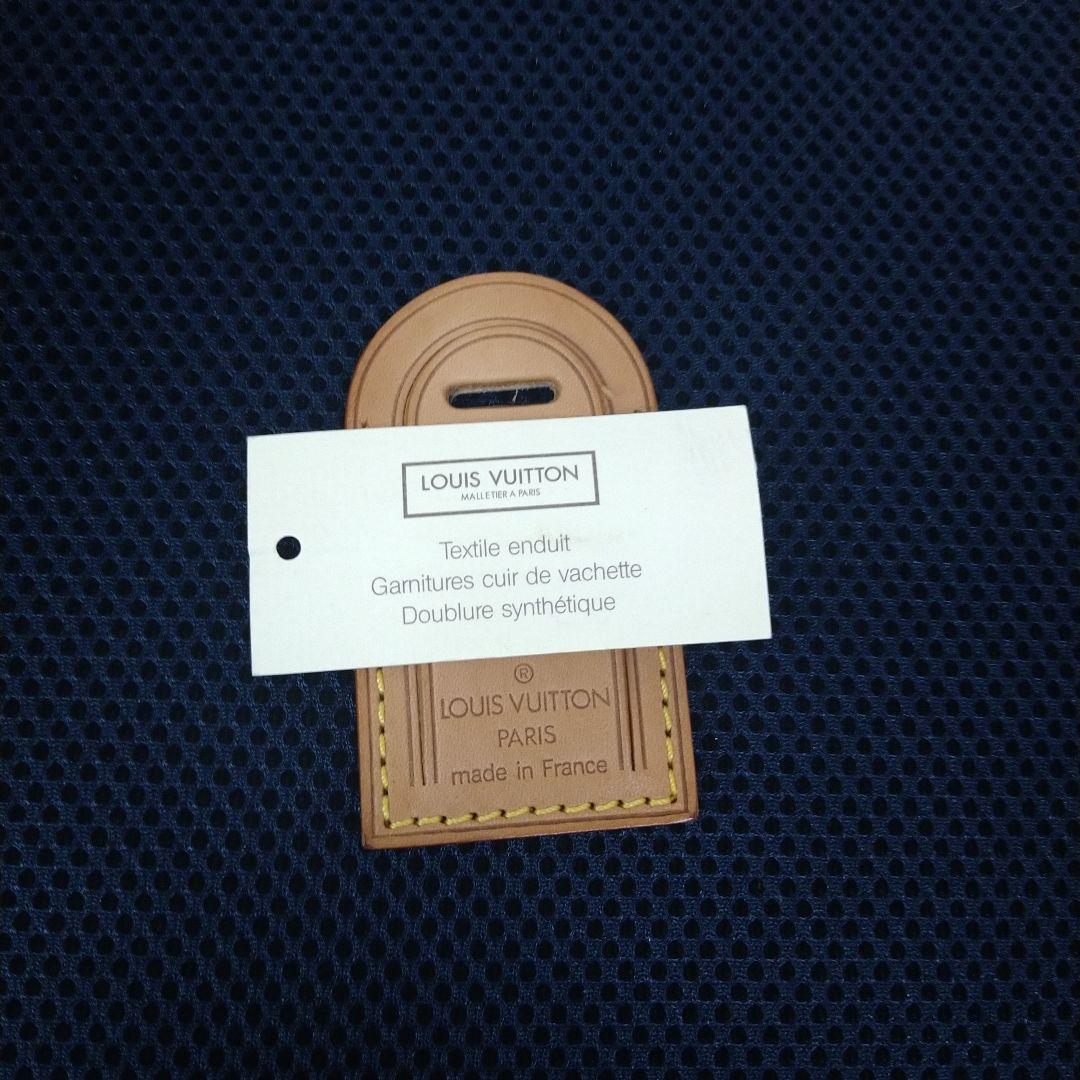 LOUIS VUITTON
MALLETIER A PARIS
Textile enduit
Garnitures cuir de vachette
Doublure synthétique
®
LOUIS VUITTON
PARIS
made in France